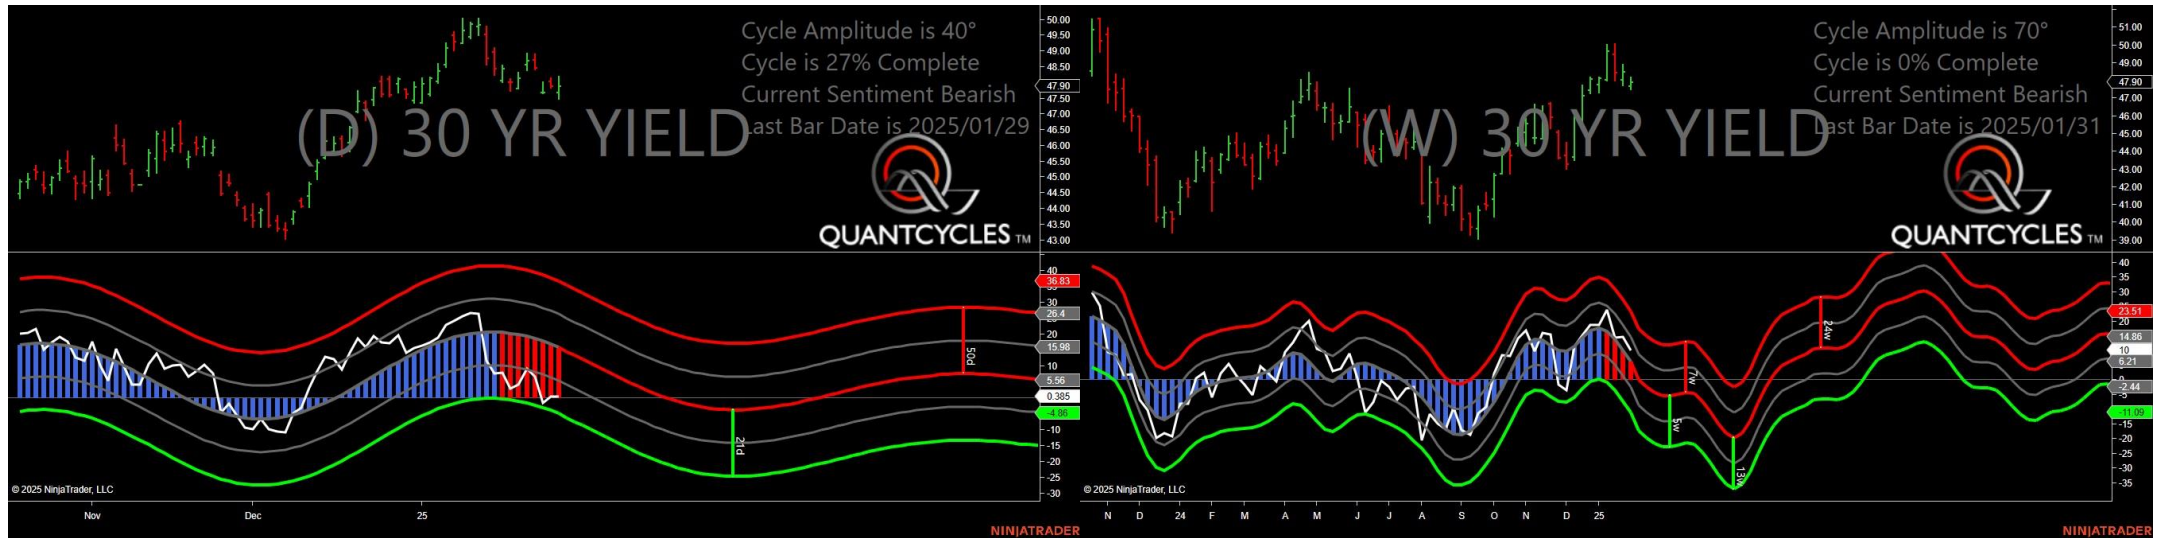 Cycle Amplitude is 40°
Cycle is 27% Complete
Current Sentiment Bearish
Last Bar Date is 2025/01/29
(D) 30 YR YIELD
QUANTCYCLES TM
50.00
49.50
49.00
48.50
47.90
47.50
47.00
46.50
46.00
45.50
45.00
44.50
44.00
43.50
43.00
40
36.83
30
26.4
20
15.98
10
5.56
0.385
-4.86
-10
-15
-20
-25
-30
50d
21d
© 2025 NinjaTrader, LLC
Nov Dec 25
NINJATRADER
Cycle Amplitude is 70°
Cycle is 0% Complete
Current Sentiment Bearish
Last Bar Date is 2025/01/31
(W) 30 YR YIELD
QUANTCYCLES TM
51.00
50.00
49.00
47.90
47.00
46.00
45.00
44.00
43.00
42.00
41.00
40.00
39.00
40
35
30
23.51
20
14.86
10
6.21
-2.44
-5
-11.09
-15
-20
-25
-30
-35
24w
7w
5w
13w
© 2025 NinjaTrader, LLC
N D 24 F M A M J J A S O N D 25
NINJATRADER